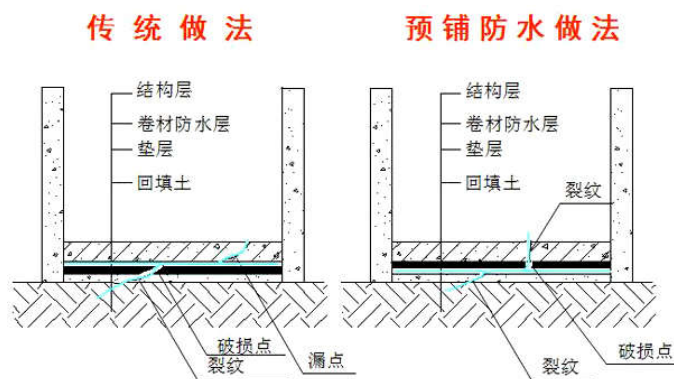 传统做法
结构层
卷材防水层
垫层
回填土
破损点
裂纹
漏点
预铺防水做法
结构层
卷材防水层
垫层
回填土
裂纹
破损点
裂纹